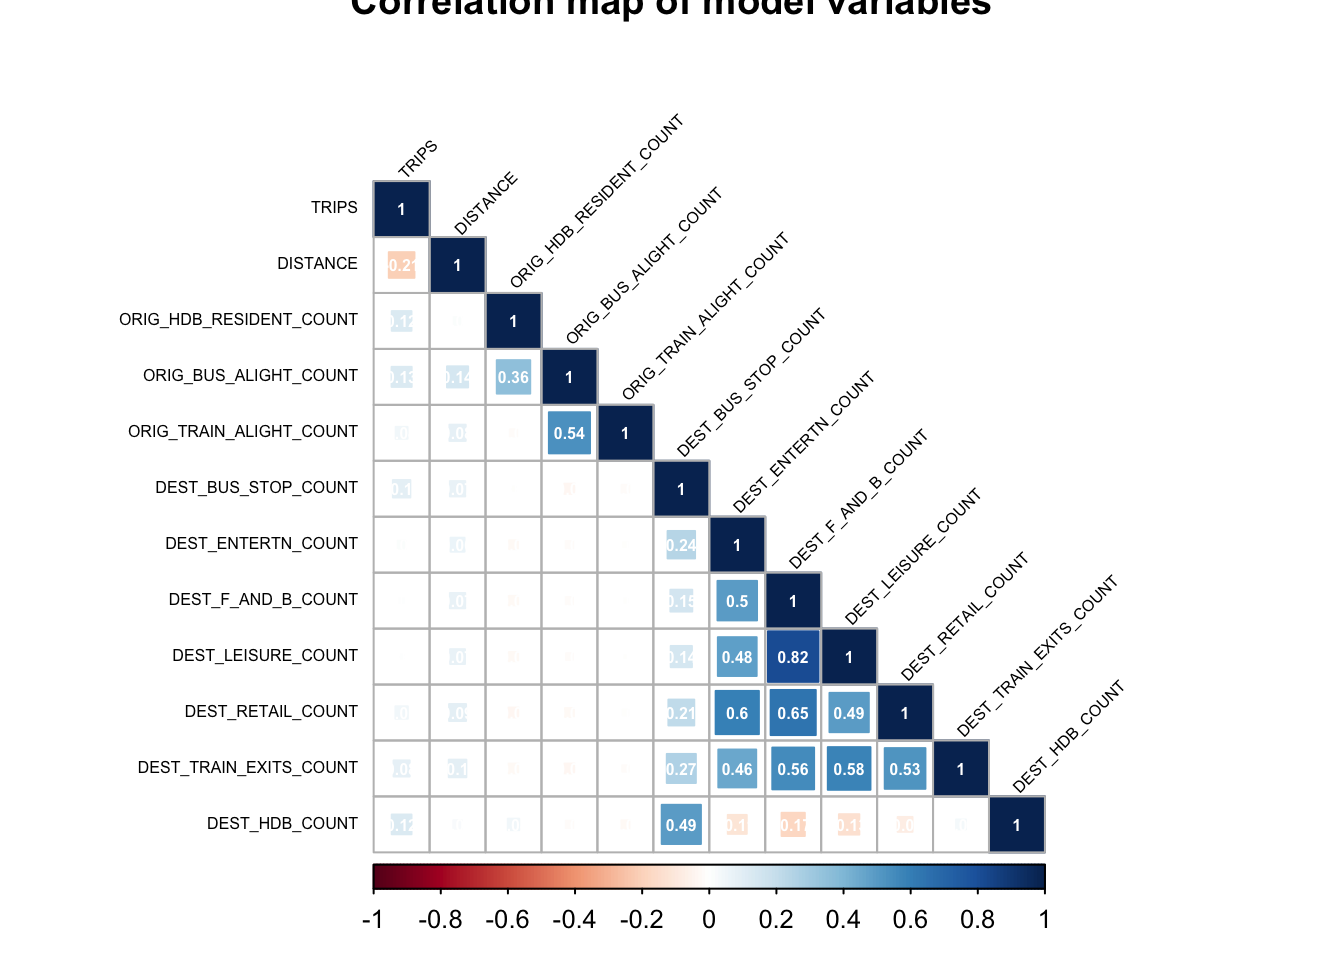 Correlation map of model variables
TRIPS
DISTANCE
ORIG_HDB_RESIDENT_COUNT
ORIG_BUS_ALIGHT_COUNT
ORIG_TRAIN_ALIGHT_COUNT
DEST_BUS_STOP_COUNT
DEST_ENTERTN_COUNT
DEST_F_AND_B_COUNT
DEST_LEISURE_COUNT
DEST_RETAIL_COUNT
DEST_TRAIN_EXITS_COUNT
DEST_HDB_COUNT
TRIPS 1
DISTANCE 1
ORIG_HDB_RESIDENT_COUNT 1
ORIG_BUS_ALIGHT_COUNT 0.36 1
ORIG_TRAIN_ALIGHT_COUNT 0.54 1
DEST_BUS_STOP_COUNT 1
DEST_ENTERTN_COUNT 0.24 1
DEST_F_AND_B_COUNT 0.5 1
DEST_LEISURE_COUNT 0.48 0.82 1
DEST_RETAIL_COUNT 0.21 0.6 0.65 0.49 1
DEST_TRAIN_EXITS_COUNT 0.27 0.46 0.56 0.58 0.53 1
DEST_HDB_COUNT 0.49 1
-1 -0.8 -0.6 -0.4 -0.2 0 0.2 0.4 0.6 0.8 1